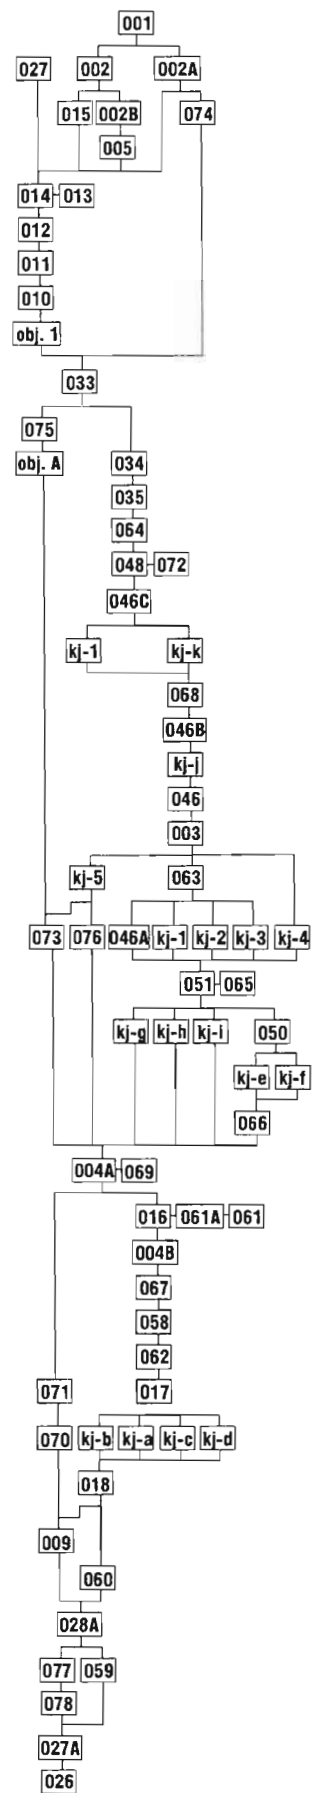 001
027 002 002A
015 002B 074
005
014 013
012
011
010
obj. 1
033
075
obj. A 034
035
064
048 072
046C
kj-1 kj-k
068
046B
kj-j
046
003
kj-5 063
073 076 046A kj-1 kj-2 kj-3 kj-4
051 065
kj-g kj-h kj-i 050
kj-e kj-f
066
004A 069
016 061A 061
004B
067
058
062
071 017
070 kj-b kj-a kj-c kj-d
018
009
060
028A
077 059
078
027A
026